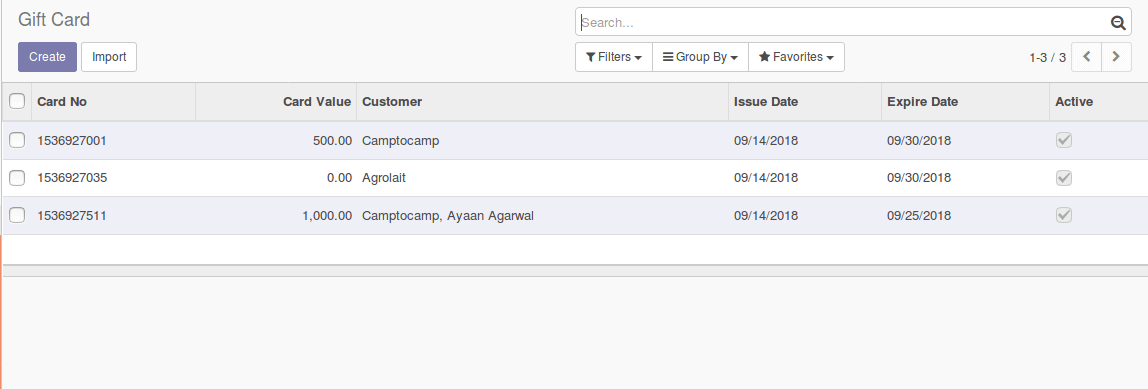 Gift Card
Search...
Create Import
Filters Group By Favorites 1-3 / 3
Card No Card Value Customer Issue Date Expire Date Active
1536927001 500.00 Camptocamp 09/14/2018 09/30/2018
1536927035 0.00 Agrolait 09/14/2018 09/30/2018
1536927511 1,000.00 Camptocamp, Ayaan Agarwal 09/14/2018 09/25/2018